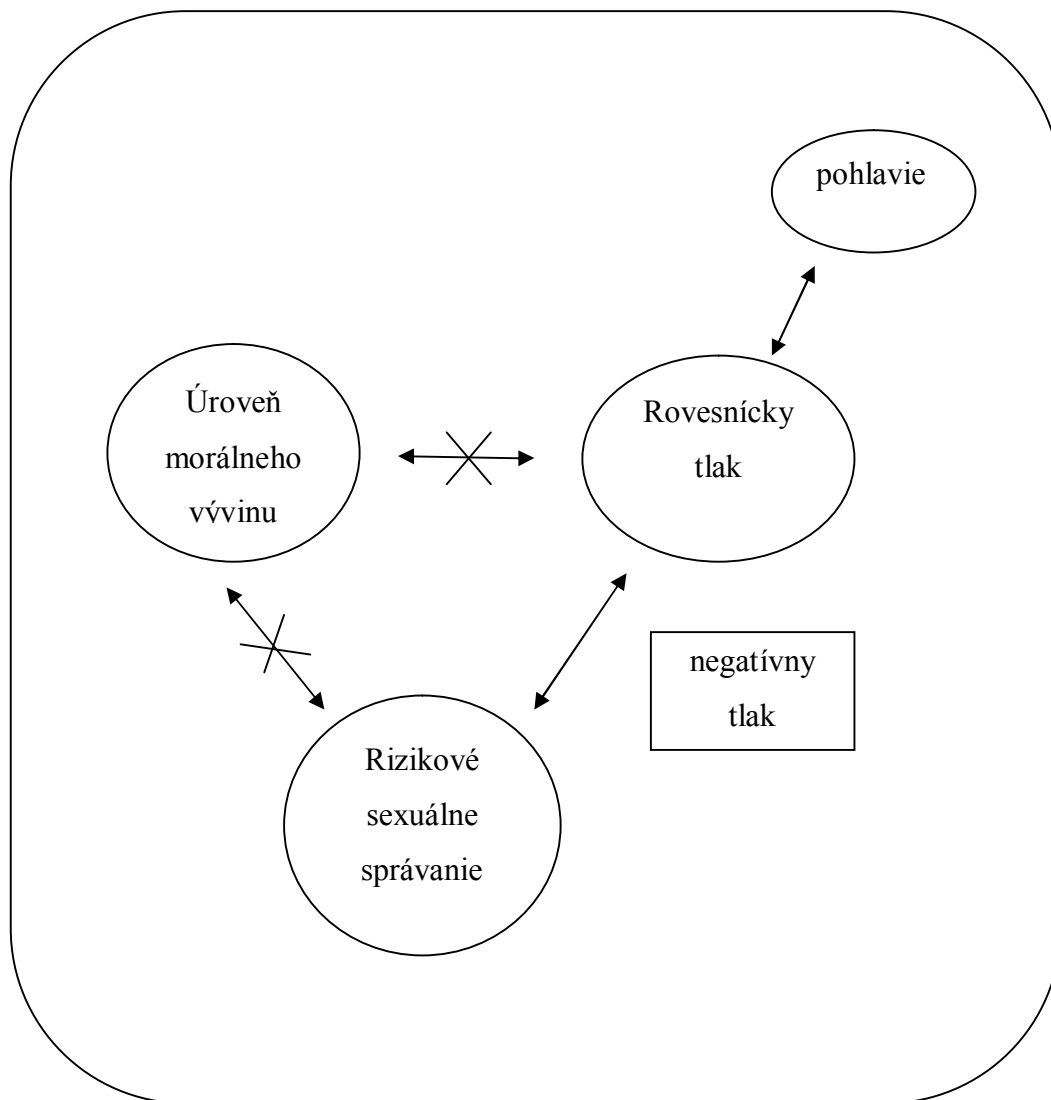 pohlavie
Úroveň
morálneho
vývinu
Rovesnícky
tlak
negatívny
tlak
Rizikové
sexuálne
správanie